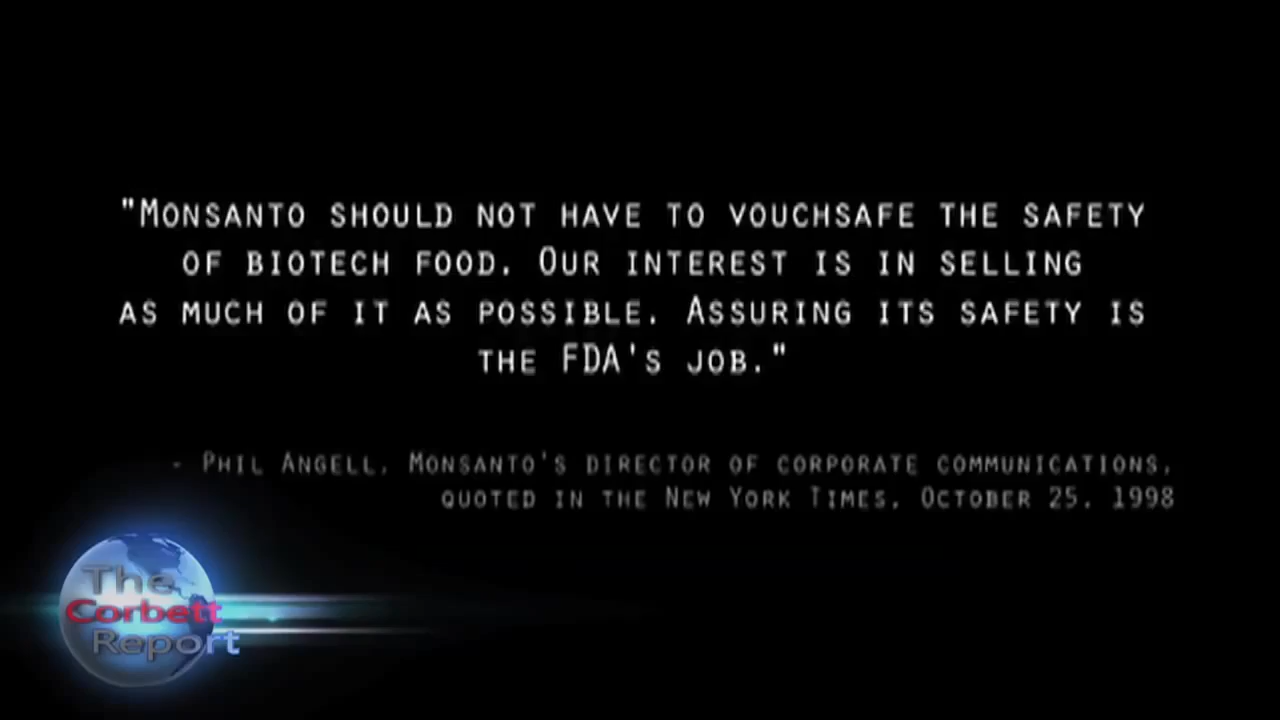 "Monsanto should not have to vouchsafe the safety
of biotech food. Our interest is in selling
as much of it as possible. Assuring its safety is
the FDA's job."
- Phil Angell, Monsanto's director of corporate communications,
quoted in the New York Times, October 25, 1998
The
Corbett
Report